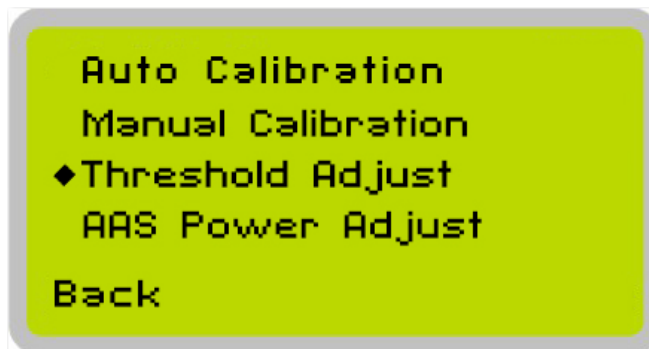 Auto Calibration
Manual Calibration
◆Threshold Adjust
AAS Power Adjust
Back